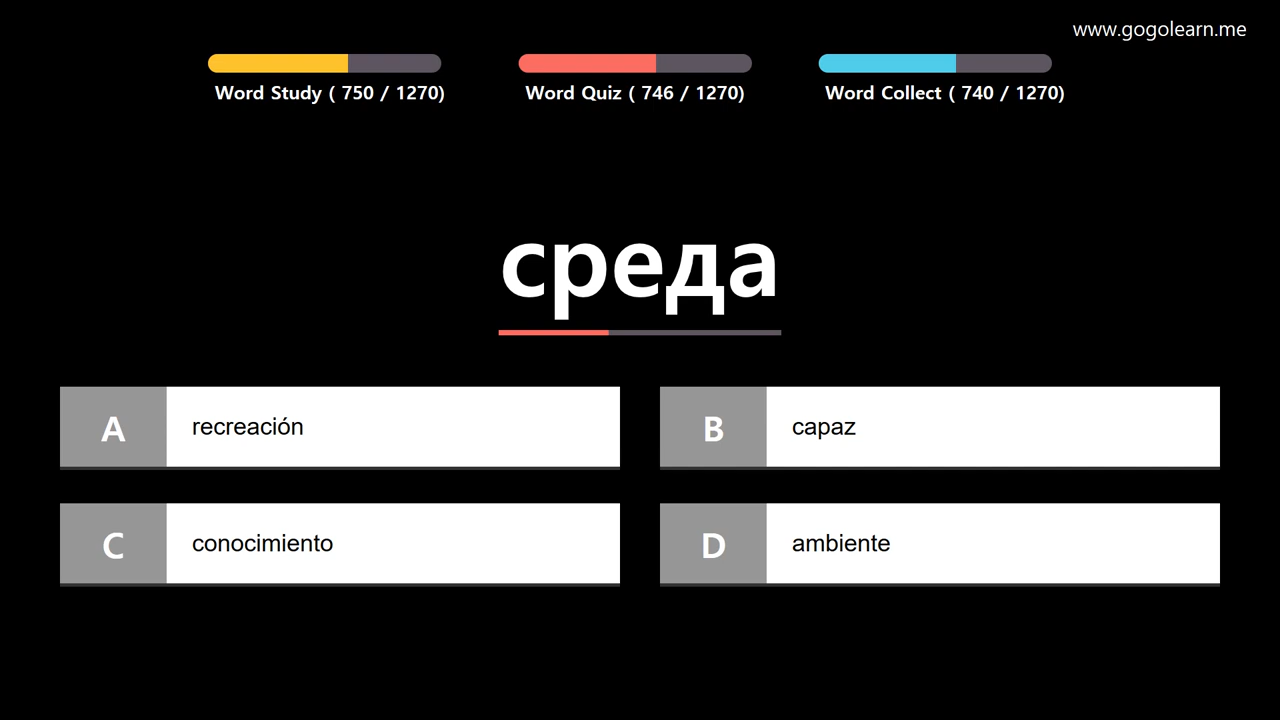 www.gogolearn.me
Word Study ( 750 / 1270)
Word Quiz ( 746 / 1270)
Word Collect ( 740 / 1270)
среда
A recreación
B capaz
C conocimiento
D ambiente